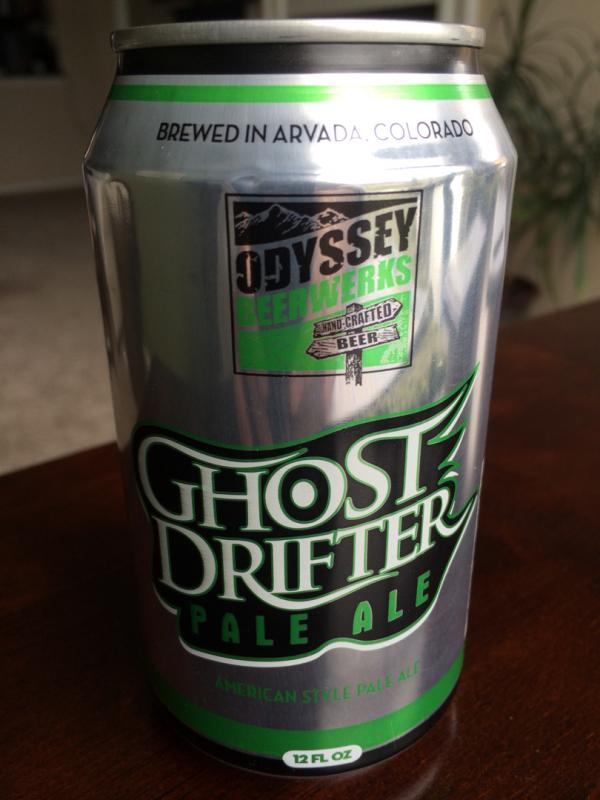 BREWED IN ARVADA, COLORADO
ODYSSEY
BEERWERKS
HAND-CRAFTED
BEER
GHOST
DRIFTER
PALE ALE
AMERICAN STYLE PALE ALE
12 FL OZ